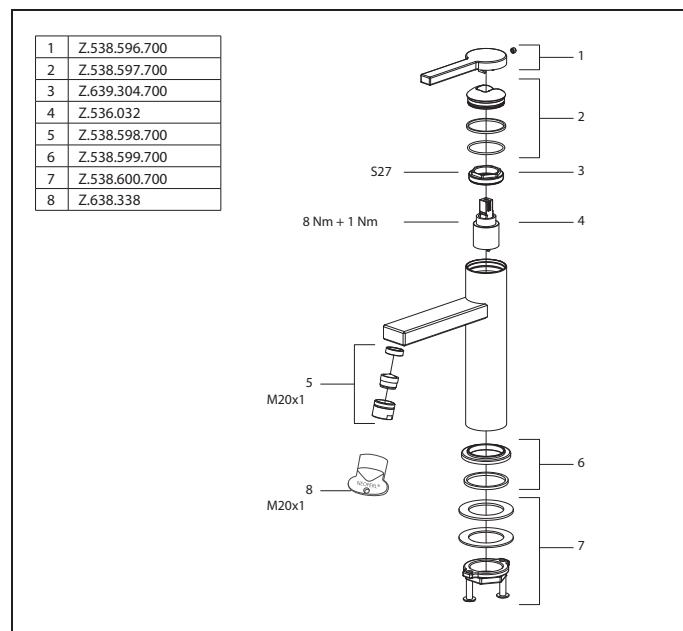 1 Z.538.596.700
2 Z.538.597.700
3 Z.639.304.700
4 Z.536.032
5 Z.538.598.700
6 Z.538.599.700
7 Z.538.600.700
8 Z.638.338
1
2
S27 3
8 Nm + 1 Nm 4
5
M20x1
6
NEOPERL®
8
M20x1
7